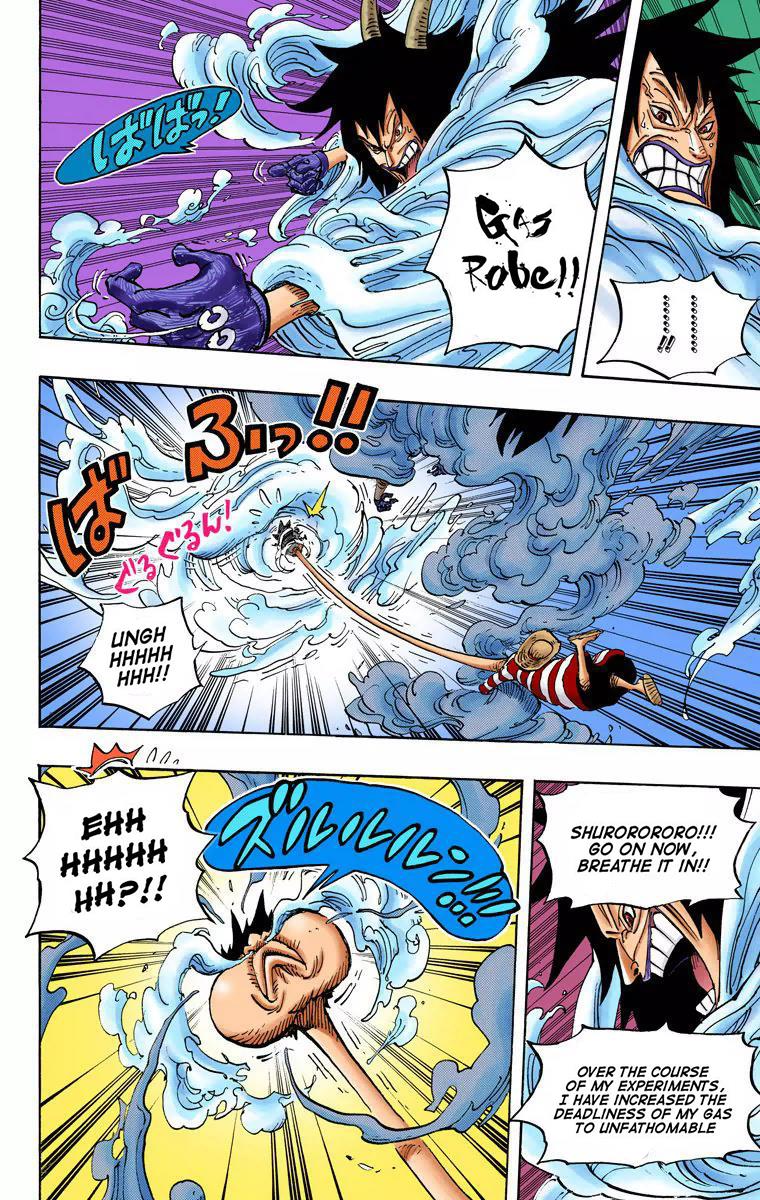 ......... ......... !!
GAS
ROBE!!
ばばっ!
ばふっ!!
ぐるぐるん!
UNGH
HHHHH
HHH!!
SHURORORORO!!!
GO ON NOW,
BREATHE IT IN!!
OVER THE COURSE
OF MY EXPERIMENTS,
I HAVE INCREASED THE
DEADLINESS OF MY GAS
TO UNFATHOMABLE
ズルルルルン!!!
EHH
HHHHH
HH?!!